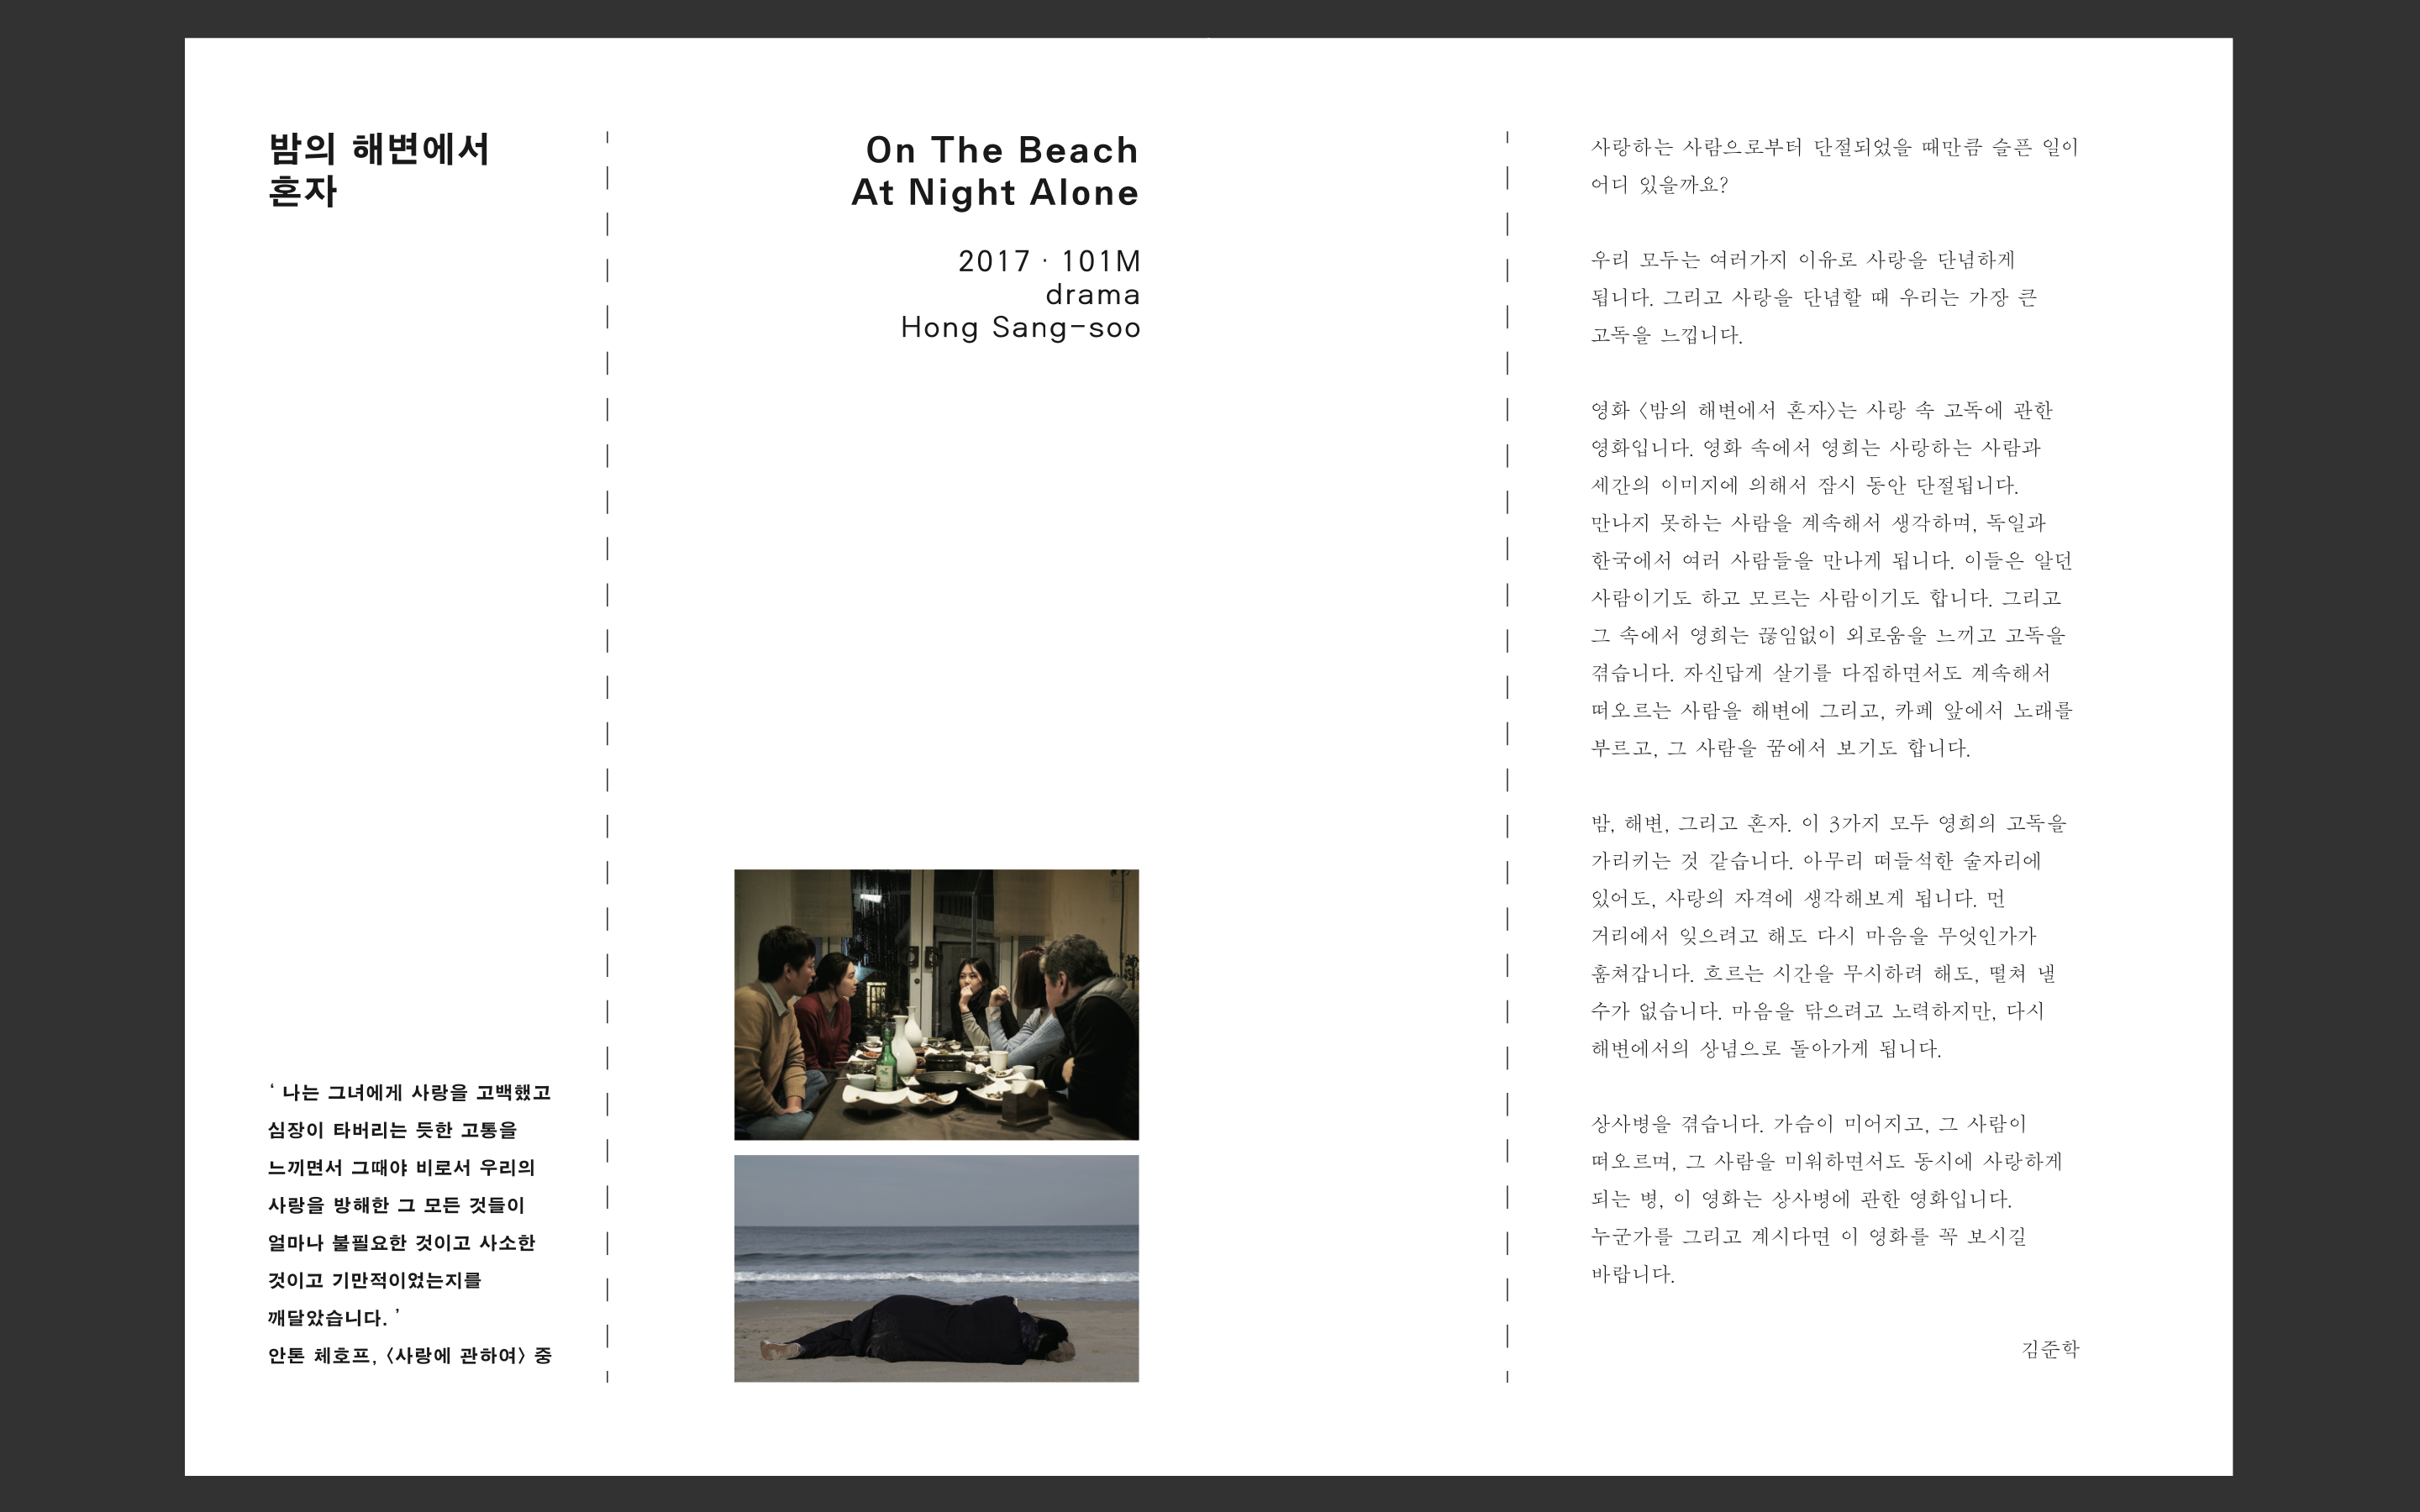 밤의 해변에서
혼자
‘ 나는 그녀에게 사랑을 고백했고
심장이 타버리는 듯한 고통을
느끼면서 그때야 비로서 우리의
사랑을 방해한 그 모든 것들이
얼마나 불필요한 것이고 사소한
것이고 기만적이었는지를
깨달았습니다. ’
안톤 체호프, 〈사랑에 관하여〉 중
On The Beach
At Night Alone
2017 · 101M
drama
Hong Sang-soo
사랑하는 사람으로부터 단절되었을 때만큼 슬픈 일이
어디 있을까요?
우리 모두는 여러가지 이유로 사랑을 단념하게
됩니다. 그리고 사랑을 단념할 때 우리는 가장 큰
고독을 느낍니다.
영화 〈밤의 해변에서 혼자〉는 사랑 속 고독에 관한
영화입니다. 영화 속에서 영희는 사랑하는 사람과
세간의 이미지에 의해서 잠시 동안 단절됩니다.
만나지 못하는 사람을 계속해서 생각하며, 독일과
한국에서 여러 사람들을 만나게 됩니다. 이들은 알던
사람이기도 하고 모르는 사람이기도 합니다. 그리고
그 속에서 영희는 끊임없이 외로움을 느끼고 고독을
겪습니다. 자신답게 살기를 다짐하면서도 계속해서
떠오르는 사람을 해변에 그리고, 카페 앞에서 노래를
부르고, 그 사람을 꿈에서 보기도 합니다.
밤, 해변, 그리고 혼자. 이 3가지 모두 영희의 고독을
가리키는 것 같습니다. 아무리 떠들석한 술자리에
있어도, 사랑의 자격에 생각해보게 됩니다. 먼
거리에서 잊으려고 해도 다시 마음을 무엇인가가
훔쳐갑니다. 흐르는 시간을 무시하려 해도, 떨쳐 낼
수가 없습니다. 마음을 닦으려고 노력하지만, 다시
해변에서의 상념으로 돌아가게 됩니다.
상사병을 겪습니다. 가슴이 미어지고, 그 사람이
떠오르며, 그 사람을 미워하면서도 동시에 사랑하게
되는 병, 이 영화는 상사병에 관한 영화입니다.
누군가를 그리고 계시다면 이 영화를 꼭 보시길
바랍니다.
김준학